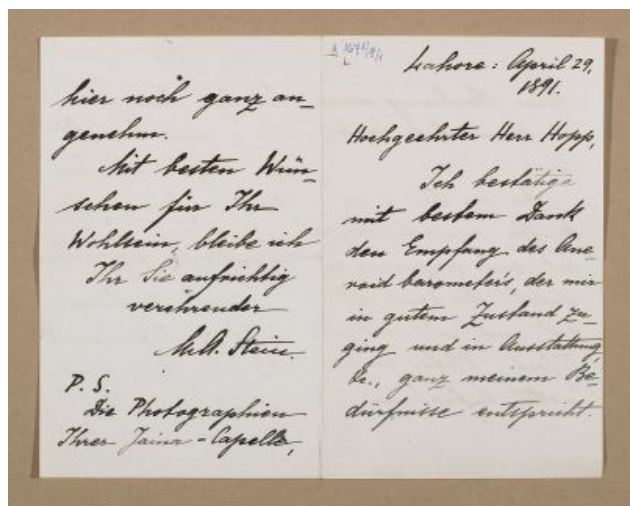 Lahore: April 29,
1891.
Hochgeehrter Herr Hopp,
Ich bestätige
mit bestem Dank
den Empfang des Ane-
roid barometers, der mir
in gutem Zustand zu-
ging und in Ausstattung,
&c., ganz meinem Be-
dürfnisse entspricht.
hier noch ganz an-
genehm.
Mit besten Wün-
schen für Ihr
Wohlsein, bleibe ich
Ihr Sie aufrichtig
verehrender
M.A. Stein.
P.S.
Die Photographien
Ihrer Jaina-Capelle,